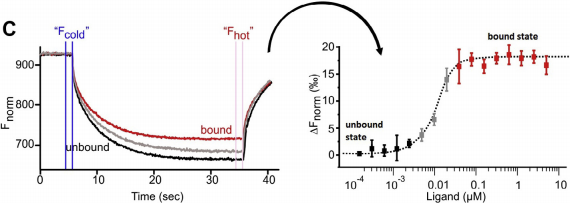 C
"Fcold"
"Fhot"
900
800
700
Fnorm
bound
unbound
0
10
20
30
40
Time (sec)
bound state
unbound
state
20
15
10
5
0
ΔFnorm (‰)
10⁻⁴
10⁻³
0.01
0.1
1
10
Ligand (µM)